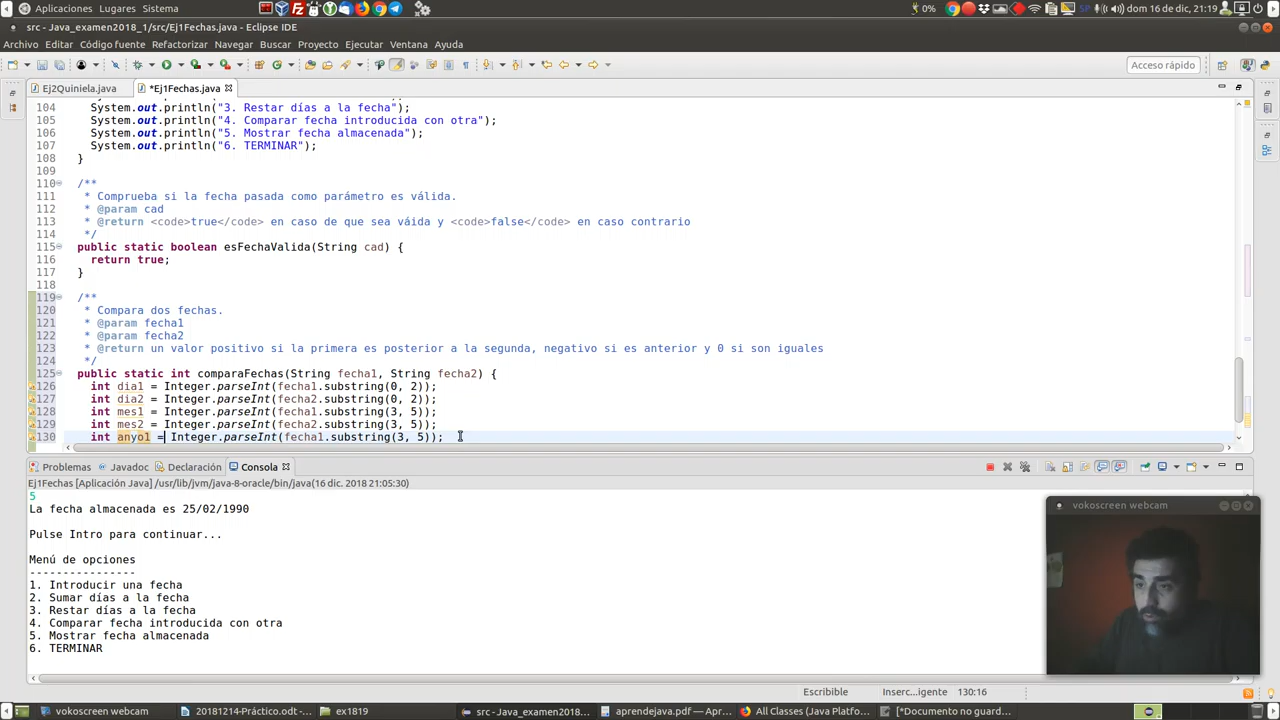 Aplicaciones Lugares Sistema
0% SP dom 16 de dic, 21:19
src - Java_examen2018_1/src/Ej1Fechas.java - Eclipse IDE
Archivo Editar Código fuente Refactorizar Navegar Buscar Proyecto Ejecutar Ventana Ayuda
Acceso rápido
Ej2Quiniela.java *Ej1Fechas.java
104 System.out.println("3. Restar días a la fecha");
105 System.out.println("4. Comparar fecha introducida con otra");
106 System.out.println("5. Mostrar fecha almacenada");
107 System.out.println("6. TERMINAR");
108 }
109
110 /**
111 * Comprueba si la fecha pasada como parámetro es válida.
112 * @param cad
113 * @return <code>true</code> en caso de que sea váida y <code>false</code> en caso contrario
114 */
115 public static boolean esFechaValida(String cad) {
116 return true;
117 }
118
119 /**
120 * Compara dos fechas.
121 * @param fecha1
122 * @param fecha2
123 * @return un valor positivo si la primera es posterior a la segunda, negativo si es anterior y 0 si son iguales
124 */
125 public static int comparaFechas(String fecha1, String fecha2) {
126 int dia1 = Integer.parseInt(fecha1.substring(0, 2));
127 int dia2 = Integer.parseInt(fecha2.substring(0, 2));
128 int mes1 = Integer.parseInt(fecha1.substring(3, 5));
129 int mes2 = Integer.parseInt(fecha2.substring(3, 5));
130 int anyo1 = Integer.parseInt(fecha1.substring(3, 5));
Problemas Javadoc Declaración Consola
Ej1Fechas [Aplicación Java] /usr/lib/jvm/java-8-oracle/bin/java(16 dic. 2018 21:05:30)
5
La fecha almacenada es 25/02/1990
Pulse Intro para continuar...
Menú de opciones
----------------
1. Introducir una fecha
2. Sumar días a la fecha
3. Restar días a la fecha
4. Comparar fecha introducida con otra
5. Mostrar fecha almacenada
6. TERMINAR
vokoscreen webcam
Escribible Inserc...igente 130:16
vokoscreen webcam 20181214-Práctico.odt -... ex1819 src - Java_examen2018... aprendejava.pdf — Apr... All Classes (Java Platfo... [*Documento no guard...